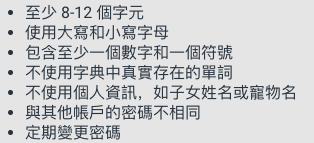 • 至少 8-12 個字元
• 使用大寫和小寫字母
• 包含至少一個數字和一個符號
• 不使用字典中真實存在的單詞
• 不使用個人資訊，如子女姓名或寵物名
• 與其他帳戶的密碼不相同
• 定期變更密碼